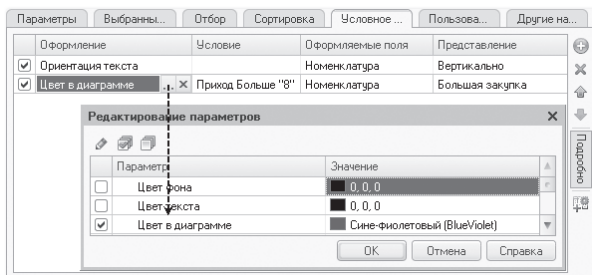 Параметры Выбранны... Отбор Сортировка Условное ... Пользова... Другие на...
Оформление Условие Оформляемые поля Представление
Ориентация текста Номенклатура Вертикально
Цвет в диаграмме ... × Приход Больше "8" Номенклатура Большая закупка
Подробно
Редактирование параметров
Параметр Значение
Цвет фона 0, 0, 0
Цвет текста 0, 0, 0
Цвет в диаграмме Сине-фиолетовый (BlueViolet)
OK Отмена Справка